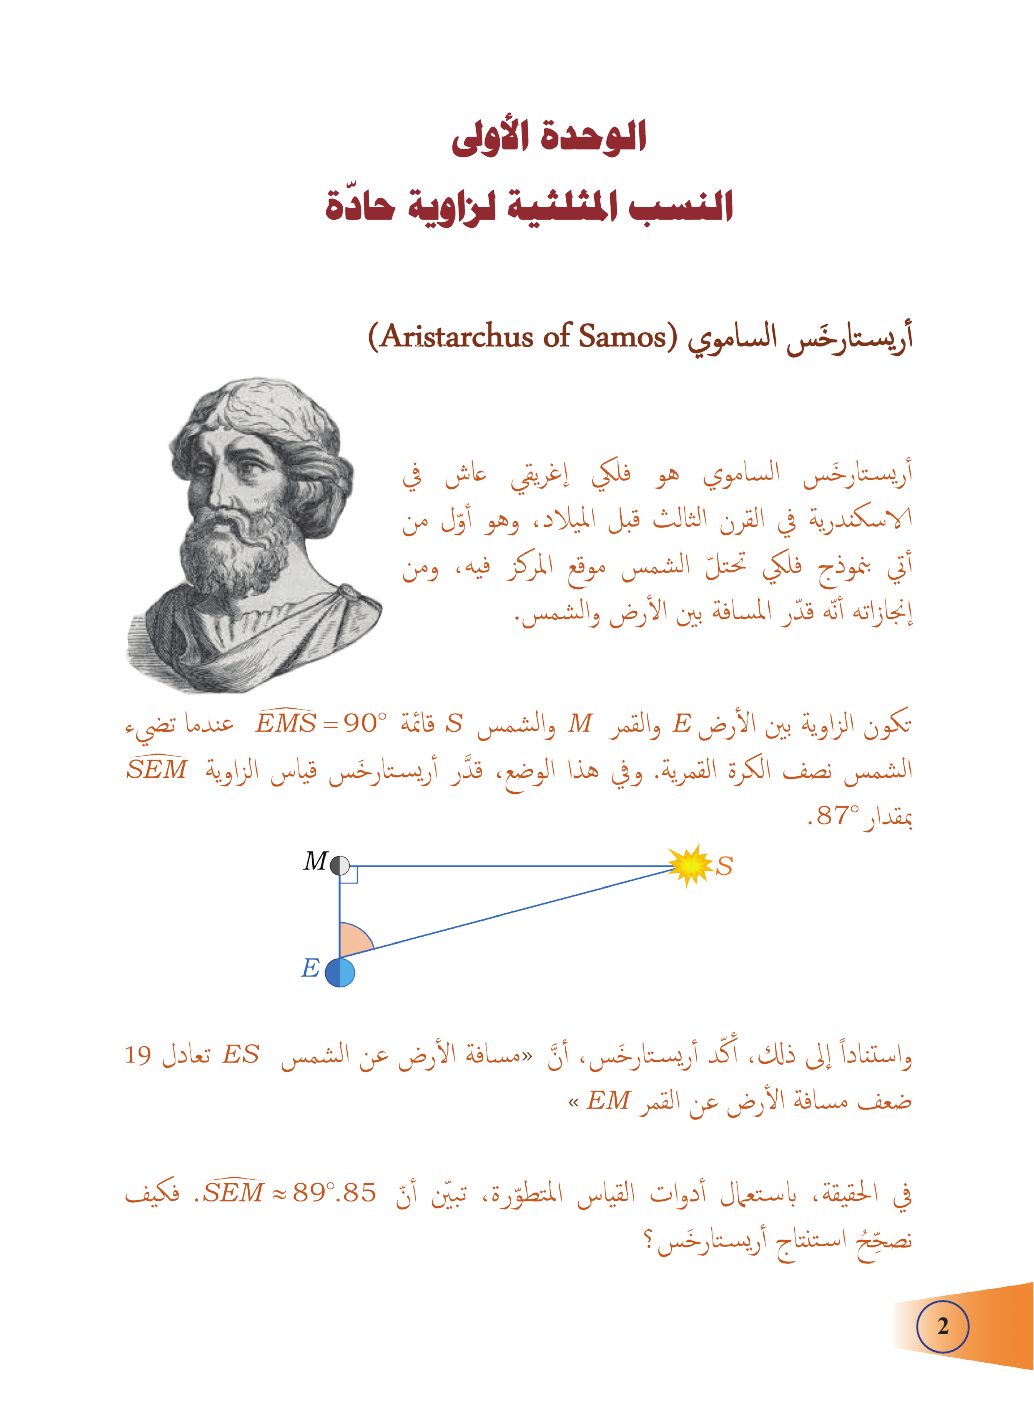 الوحدة الأولى
النسب المثلثية لزاوية حادّة
أريستارخَس الساموي (Aristarchus of Samos)
أريستارخَس الساموي هو فلكي إغريقي عاش في
الاسكندرية في القرن الثالث قبل الميلاد، وهو أوّل من
أتي بنموذج فلكي تحتلّ الشمس موقع المركز فيه، ومن
إنجازاته أنّه قدّر المسافة بين الأرض والشمس.
تكون الزاوية بين الأرض E والقمر M والشمس S قائمة $\widehat{EMS} = 90°$ عندما تضيء
الشمس نصف الكرة القمرية. وفي هذا الوضع، قدَّر أريستارخَس قياس الزاوية $\widehat{SEM}$
بمقدار 87°.
M
S
E
واستناداً إلى ذلك، أكّد أريستارخَس، أنَّ «مسافة الأرض عن الشمس ES تعادل 19
ضعف مسافة الأرض عن القمر EM »
في الحقيقة، باستعمال أدوات القياس المتطوّرة، تبيّن أنّ $\widehat{SEM} ≈ 89°.85$. فكيف
نصحِّحُ استنتاج أريستارخَس؟
2